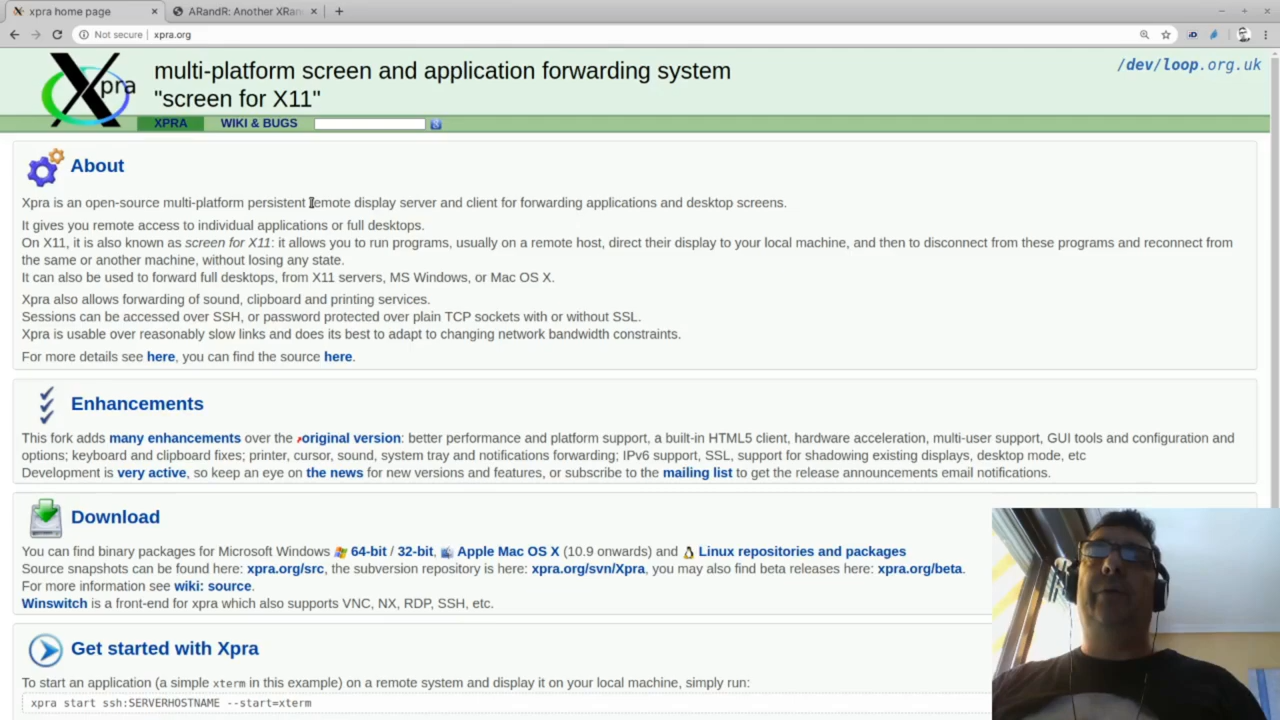 xpra home page
ARandR: Another XRan
Not secure
xpra.org
Xpra
multi-platform screen and application forwarding system
"screen for X11"
/dev/loop.org.uk
XPRA
WIKI & BUGS
About
Xpra is an open-source multi-platform persistent remote display server and client for forwarding applications and desktop screens.
It gives you remote access to individual applications or full desktops.
On X11, it is also known as screen for X11: it allows you to run programs, usually on a remote host, direct their display to your local machine, and then to disconnect from these programs and reconnect from
the same or another machine, without losing any state.
It can also be used to forward full desktops, from X11 servers, MS Windows, or Mac OS X.
Xpra also allows forwarding of sound, clipboard and printing services.
Sessions can be accessed over SSH, or password protected over plain TCP sockets with or without SSL.
Xpra is usable over reasonably slow links and does its best to adapt to changing network bandwidth constraints.
For more details see here, you can find the source here.
Enhancements
This fork adds many enhancements over the original version: better performance and platform support, a built-in HTML5 client, hardware acceleration, multi-user support, GUI tools and configuration and
options; keyboard and clipboard fixes; printer, cursor, sound, system tray and notifications forwarding; IPv6 support, SSL, support for shadowing existing displays, desktop mode, etc
Development is very active, so keep an eye on the news for new versions and features, or subscribe to the mailing list to get the release announcements email notifications.
Download
You can find binary packages for Microsoft Windows 64-bit / 32-bit, Apple Mac OS X (10.9 onwards) and Linux repositories and packages
Source snapshots can be found here: xpra.org/src, the subversion repository is here: xpra.org/svn/Xpra, you may also find beta releases here: xpra.org/beta.
For more information see wiki: source.
Winswitch is a front-end for xpra which also supports VNC, NX, RDP, SSH, etc.
Get started with Xpra
To start an application (a simple xterm in this example) on a remote system and display it on your local machine, simply run:
xpra start ssh:SERVERHOSTNAME --start=xterm